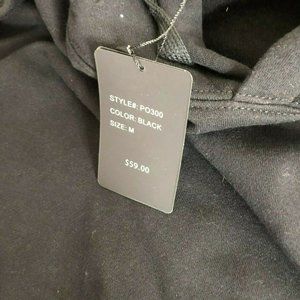 STYLE#: PO300
COLOR: BLACK
SIZE: M
$59.00